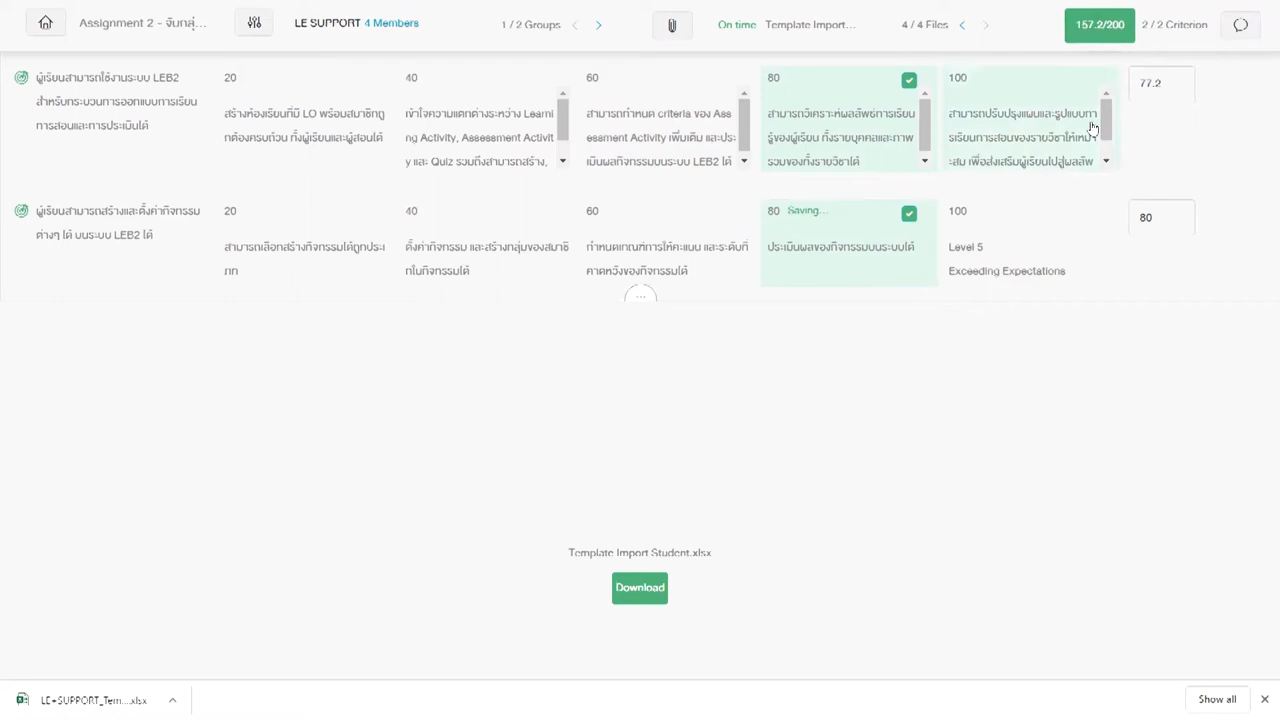 Assignment 2 - จับกลุ่... LE SUPPORT 4 Members 1 / 2 Groups On time Template Import... 4 / 4 Files 157.2/200 2 / 2 Criterion
ผู้เรียนสามารถใช้งานระบบ LEB2
สำหรับกระบวนการออกแบบการเรียน
การสอนและการประเมินได้
20
สร้างห้องเรียนที่มี LO พร้อมสมาชิกถู
กต้องครบถ้วน ทั้งผู้เรียนและผู้สอนได้
40
เข้าใจความแตกต่างระหว่าง Learni
ng Activity, Assessment Activit
y และ Quiz รวมถึงสามารถสร้าง,
60
สามารถกำหนด criteria ของ Ass
essment Activity เพิ่มเติม และประ
เมินผลกิจกรรมบนระบบ LEB2 ได้
80
สามารถวิเคราะห์ผลลัพธ์การเรียน
รู้ของผู้เรียน ทั้งรายบุคคลและภาพ
รวมของทั้งรายวิชาได้
100
สามารถปรับปรุงแผนและรูปแบบกา
รเรียนการสอนของรายวิชาให้เหมา
ะสม เพื่อส่งเสริมผู้เรียนไปสู่ผลลัพ
77.2
ผู้เรียนสามารถสร้างและตั้งค่ากิจกรรม
ต่างๆ ได้ บนระบบ LEB2 ได้
20
สามารถเลือกสร้างกิจกรรมได้ถูกประเ
ภท
40
ตั้งค่ากิจกรรม และสร้างกลุ่มของสมาชิ
กในกิจกรรมได้
60
กำหนดเกณฑ์การให้คะแนน และระดับที่
คาดหวังของกิจกรรมได้
80 Saving...
ประเมินผลของกิจกรรมบนระบบได้
100
Level 5
Exceeding Expectations
80
Template Import Student.xlsx
Download
LE+SUPPORT_Tem....xlsx Show all